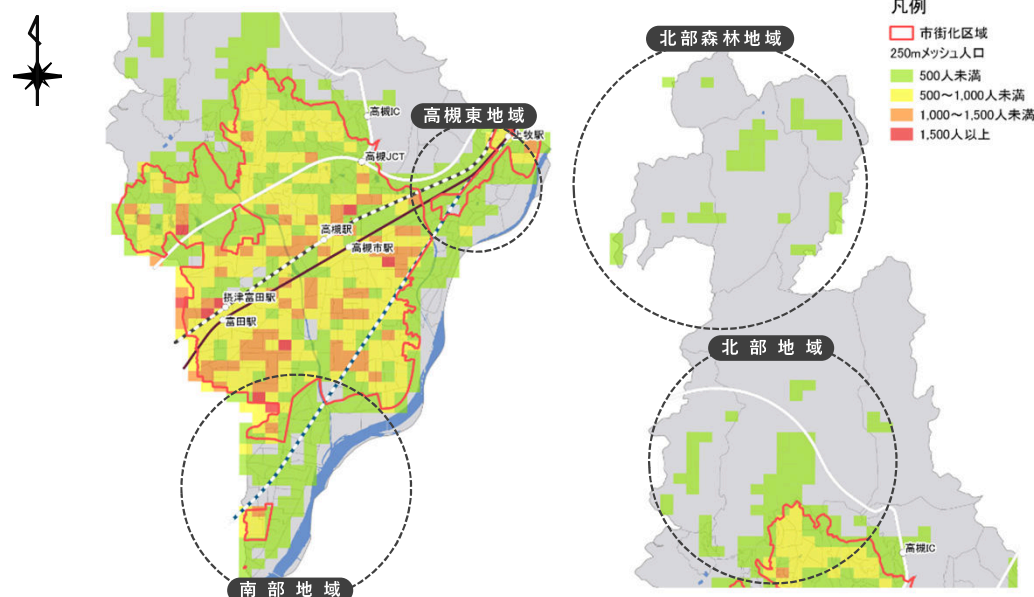 凡例
市街化区域
250mメッシュ人口
500人未満
500～1,000人未満
1,000～1,500人未満
1,500人以上
北部森林地域
高槻IC
高槻東地域
上牧駅
高槻JCT
高槻駅
高槻市駅
摂津富田駅
富田駅
北部地域
高槻IC
南部地域